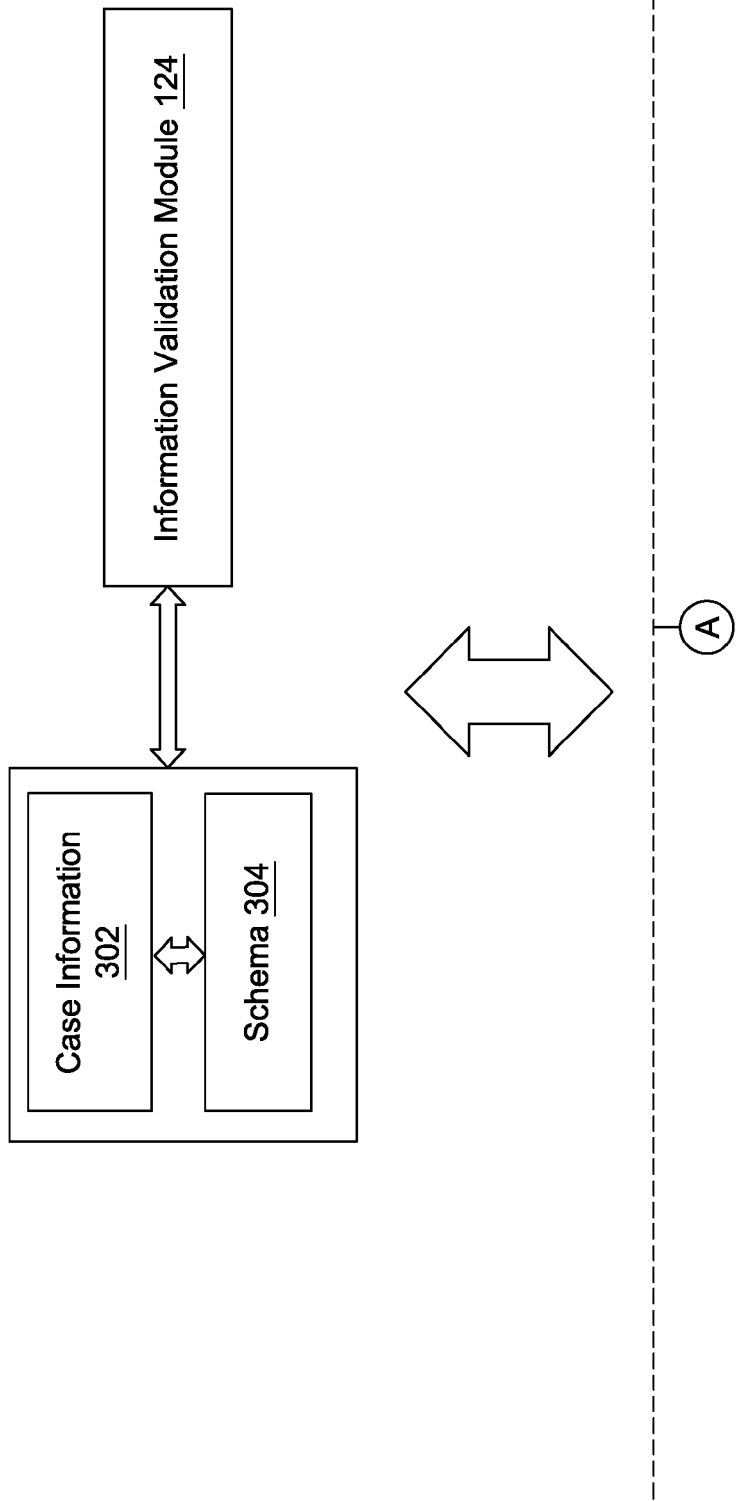 Case Information
302
Schema 304
Information Validation Module 124
A